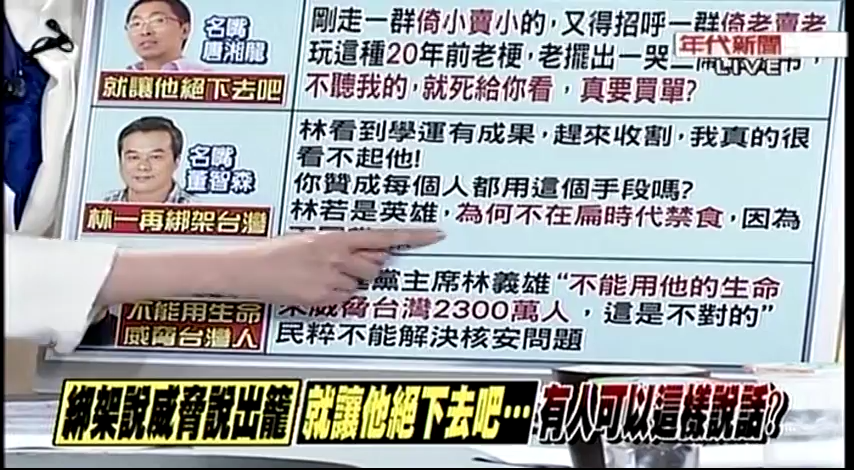 名嘴
唐湘龍
就讓他絕下去吧
剛走一群倚小賣小的，又得招呼一群倚老賣老
玩這種20年前老梗，老擺出一哭二鬧
不聽我的，就死給你看，真要買單?
年代新聞
LIVE
名嘴
董智森
林一再綁架台灣
林看到學運有成果，趕來收割，我真的很
看不起他!
你贊成每個人都用這個手段嗎?
林若是英雄，為何不在扁時代禁食，因為
不能用生命
威脅台灣人
黨主席林義雄“不能用他的生命
來威脅台灣2300萬人，這是不對的”
民粹不能解決核安問題
綁架說威脅說出籠 就讓他絕下去吧… 有人可以這樣說話?